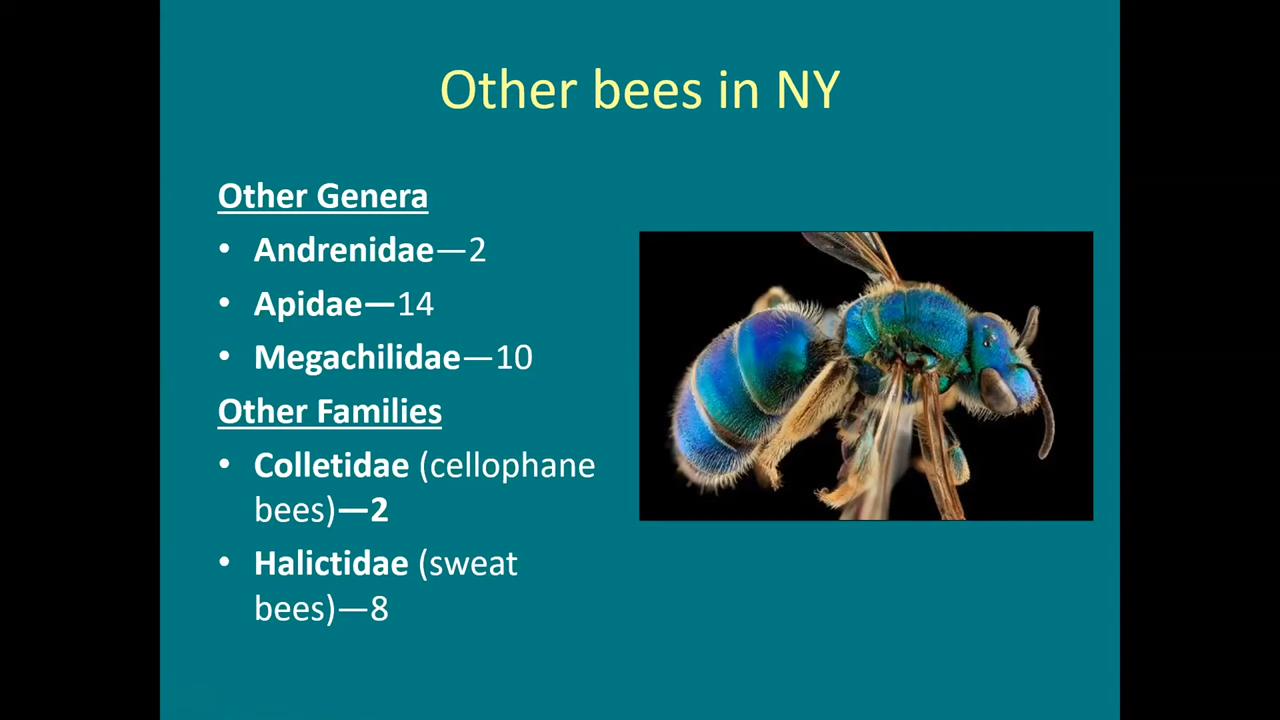 Other bees in NY
Other Genera
• Andrenidae—2
• Apidae—14
• Megachilidae—10
Other Families
• Colletidae (cellophane
bees)—2
• Halictidae (sweat
bees)—8